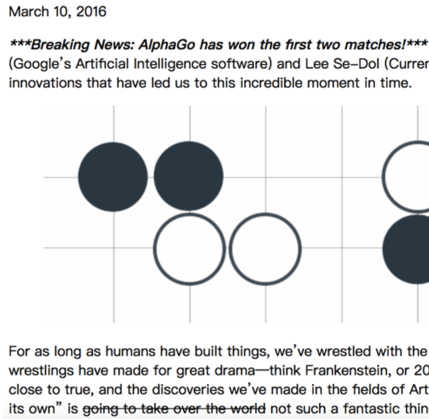 March 10, 2016
***Breaking News: AlphaGo has won the first two matches!***
(Google's Artificial Intelligence software) and Lee Se-Dol (Curren
innovations that have led us to this incredible moment in time.
For as long as humans have built things, we've wrestled with the
wrestlings have made for great drama—think Frankenstein, or 20
close to true, and the discoveries we've made in the fields of Art
its own" is going to take over the world not such a fantastic thin